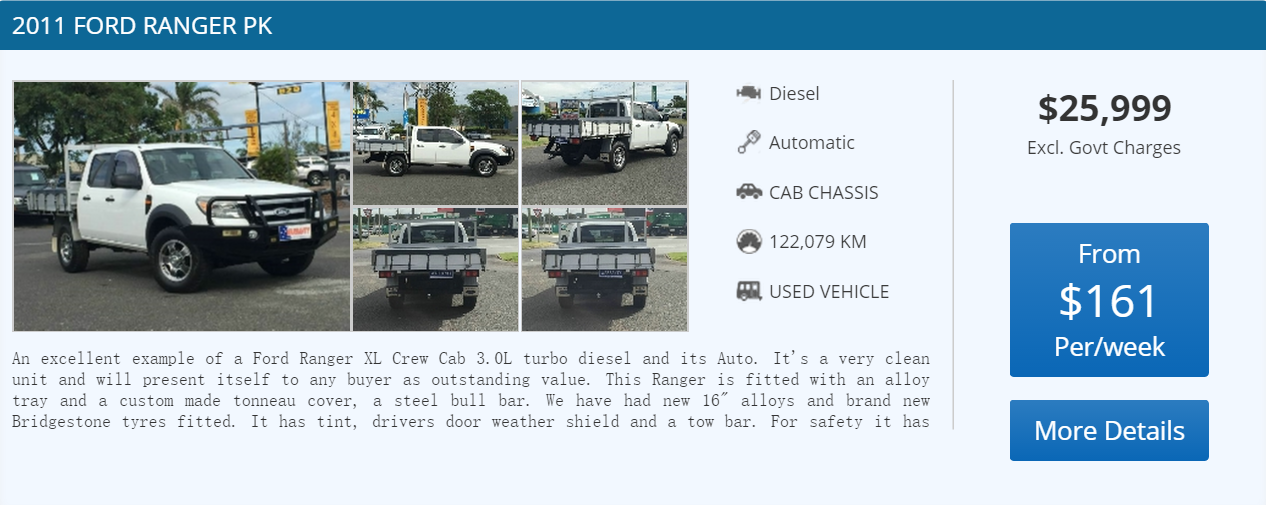 2011 FORD RANGER PK
Diesel
Automatic
CAB CHASSIS
122,079 KM
USED VEHICLE
$25,999
Excl. Govt Charges
From
$161
Per/week
More Details
An excellent example of a Ford Ranger XL Crew Cab 3.0L turbo diesel and its Auto. It's a very clean
unit and will present itself to any buyer as outstanding value. This Ranger is fitted with an alloy
tray and a custom made tonneau cover, a steel bull bar. We have had new 16″ alloys and brand new
Bridgestone tyres fitted. It has tint, drivers door weather shield and a tow bar. For safety it has